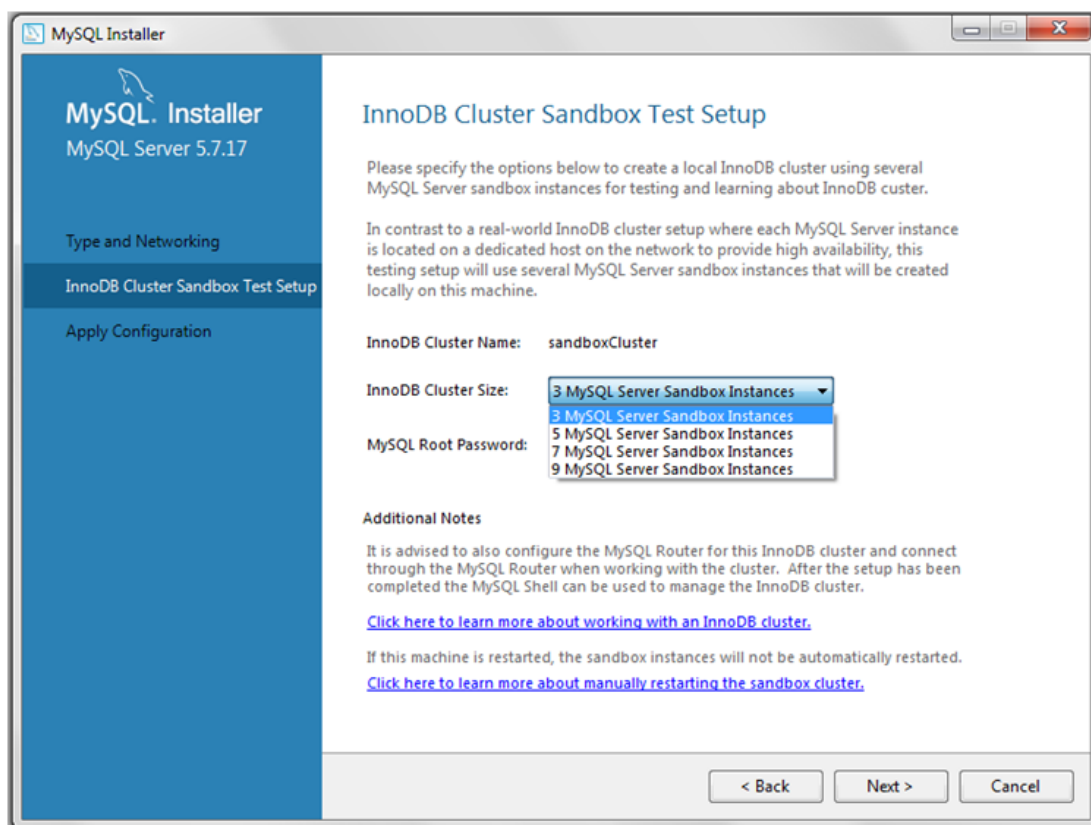 MySQL Installer
MySQL. Installer
MySQL Server 5.7.17
Type and Networking
InnoDB Cluster Sandbox Test Setup
Apply Configuration
InnoDB Cluster Sandbox Test Setup
Please specify the options below to create a local InnoDB cluster using several
MySQL Server sandbox instances for testing and learning about InnoDB custer.
In contrast to a real-world InnoDB cluster setup where each MySQL Server instance
is located on a dedicated host on the network to provide high availability, this
testing setup will use several MySQL Server sandbox instances that will be created
locally on this machine.
InnoDB Cluster Name: sandboxCluster
InnoDB Cluster Size: 3 MySQL Server Sandbox Instances
3 MySQL Server Sandbox Instances
5 MySQL Server Sandbox Instances
MySQL Root Password: 7 MySQL Server Sandbox Instances
9 MySQL Server Sandbox Instances
Additional Notes
It is advised to also configure the MySQL Router for this InnoDB cluster and connect
through the MySQL Router when working with the cluster. After the setup has been
completed the MySQL Shell can be used to manage the InnoDB cluster.
Click here to learn more about working with an InnoDB cluster.
If this machine is restarted, the sandbox instances will not be automatically restarted.
Click here to learn more about manually restarting the sandbox cluster.
< Back Next > Cancel